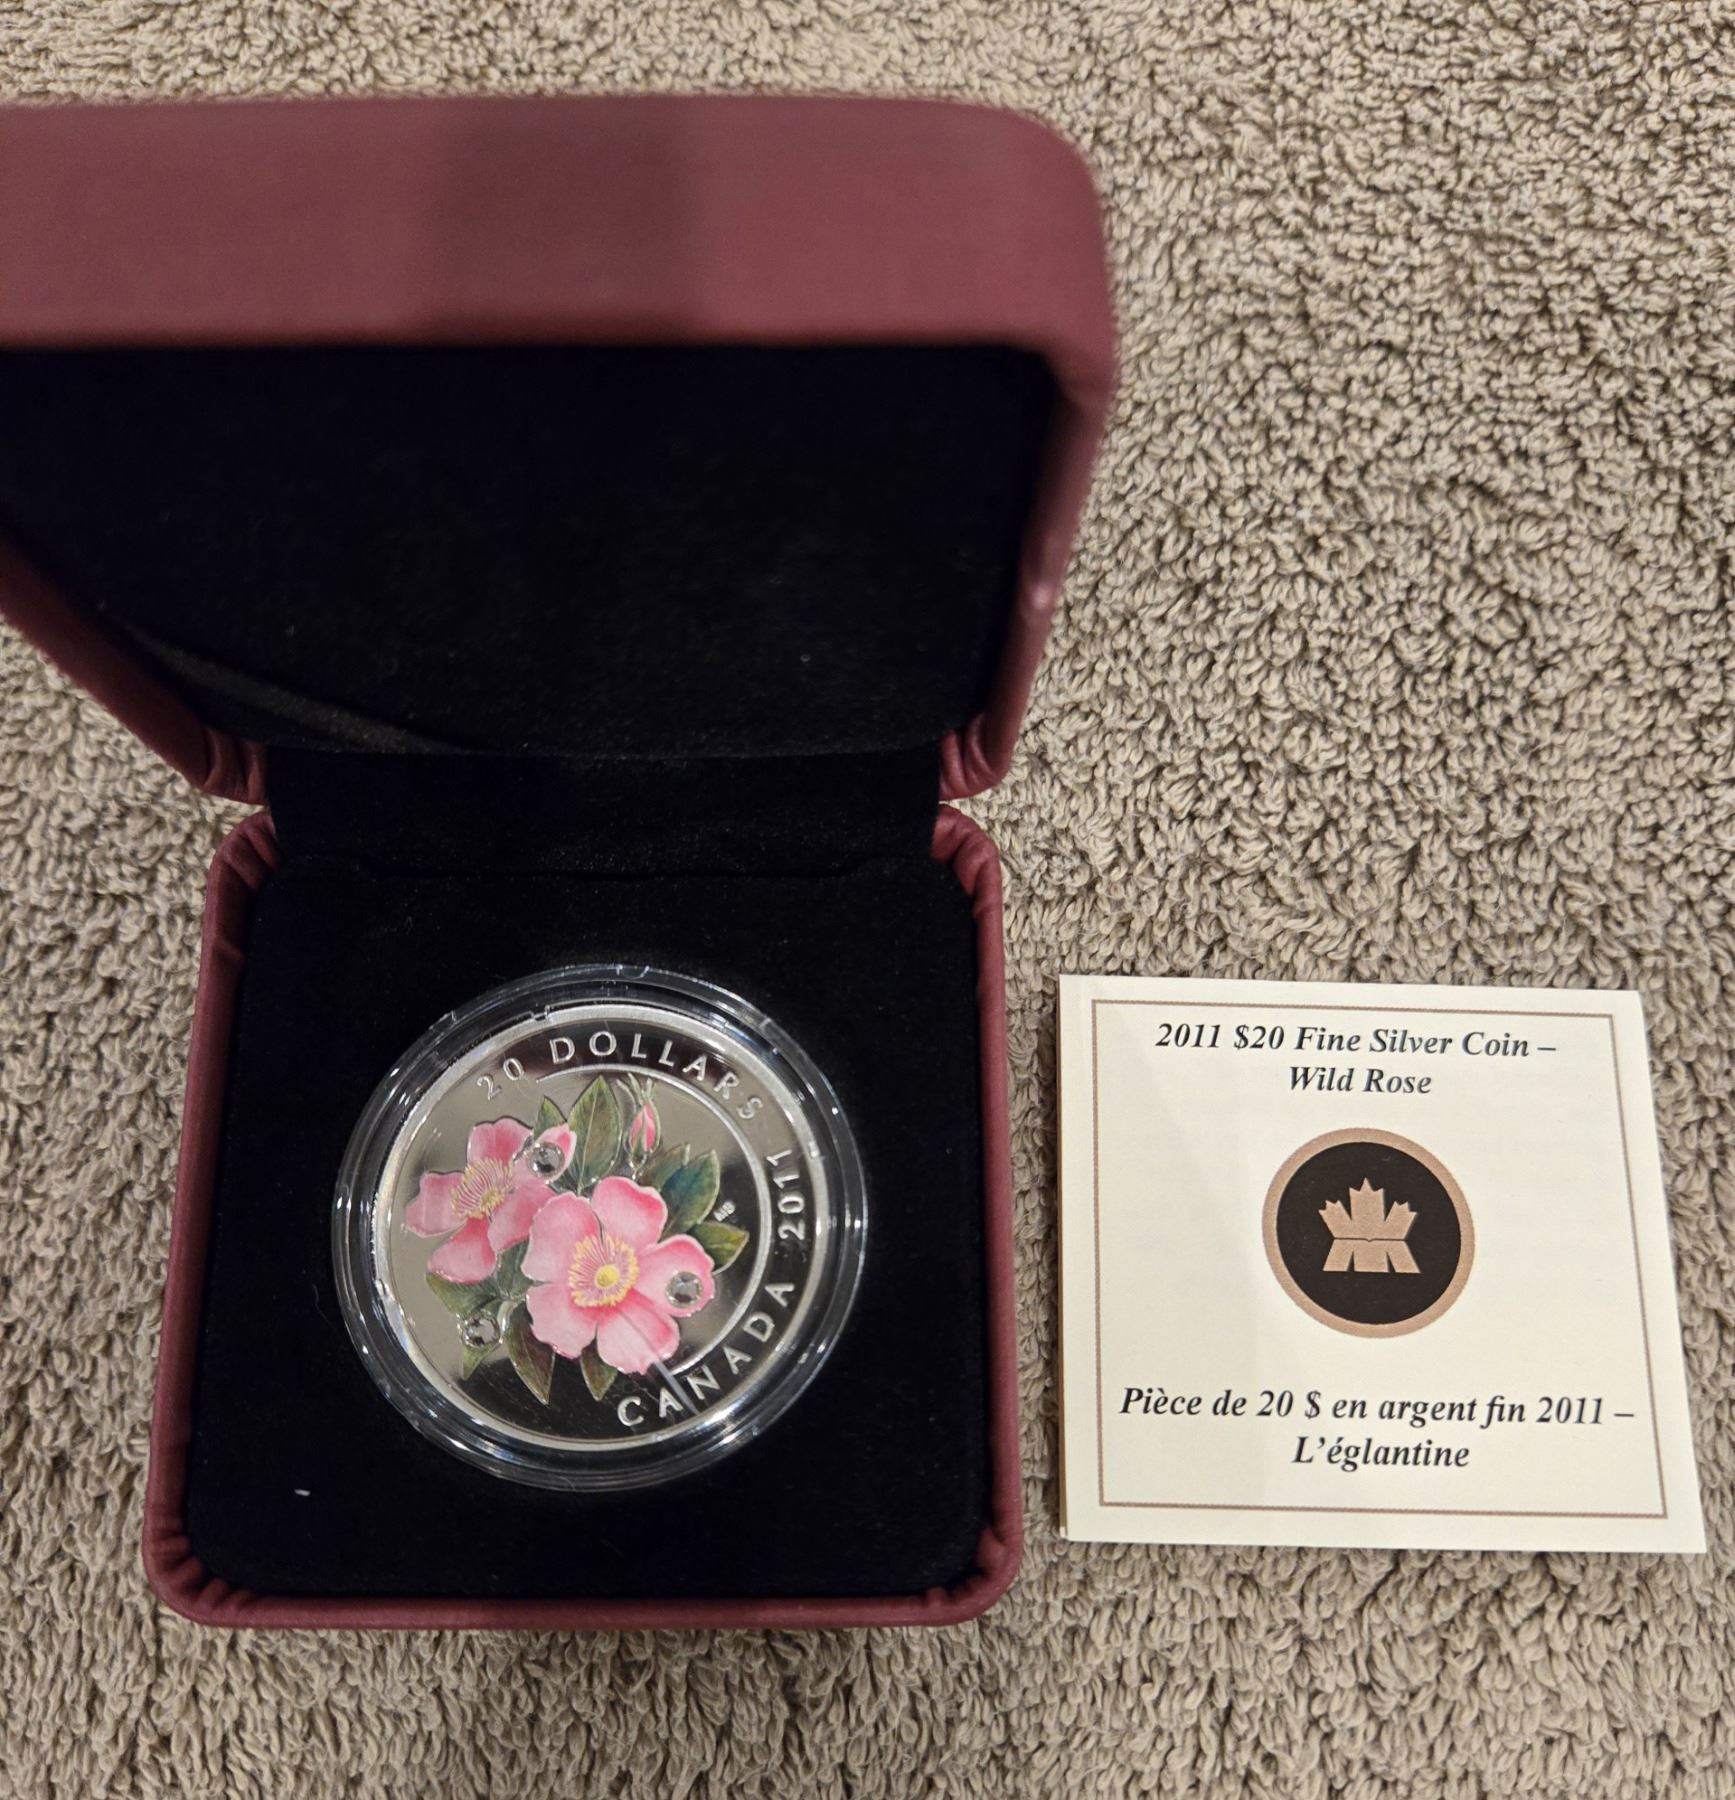 20 DOLLARS
CANADA 2011
2011 $20 Fine Silver Coin –
Wild Rose
Pièce de 20 $ en argent fin 2011 –
L'églantine